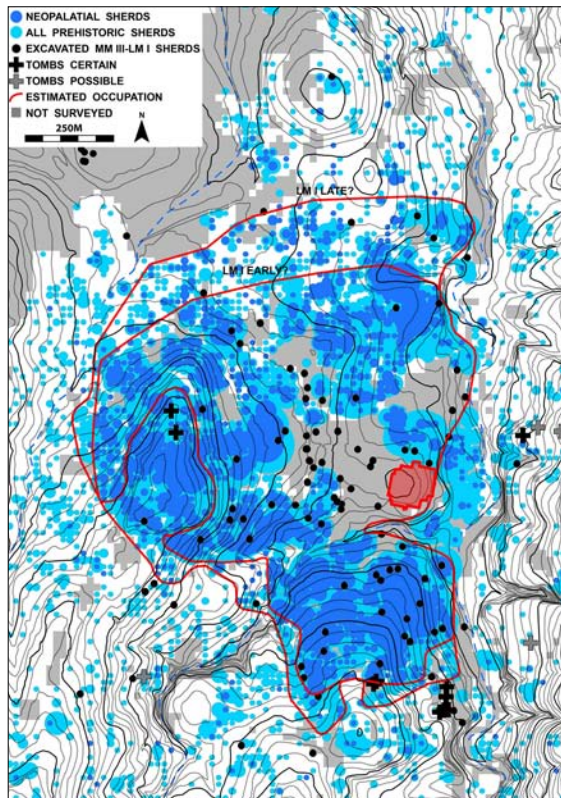 NEOPALATIAL SHERDS
ALL PREHISTORIC SHERDS
EXCAVATED MM III-LM I SHERDS
TOMBS CERTAIN
TOMBS POSSIBLE
ESTIMATED OCCUPATION
NOT SURVEYED
250M
N
LM I LATE?
LM I EARLY?